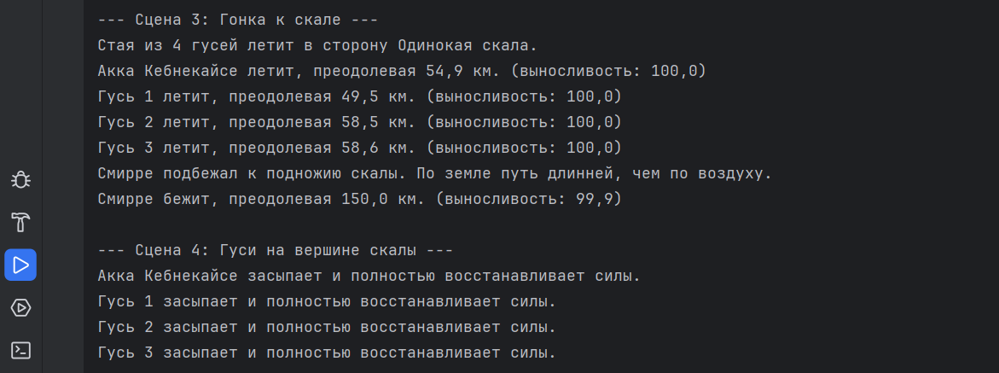 --- Сцена 3: Гонка к скале ---
Стая из 4 гусей летит в сторону Одинокая скала.
Акка Кебнекайсе летит, преодолевая 54,9 км. (выносливость: 100,0)
Гусь 1 летит, преодолевая 49,5 км. (выносливость: 100,0)
Гусь 2 летит, преодолевая 58,5 км. (выносливость: 100,0)
Гусь 3 летит, преодолевая 58,6 км. (выносливость: 100,0)
Смирре подбежал к подножию скалы. По земле путь длинней, чем по воздуху.
Смирре бежит, преодолевая 150,0 км. (выносливость: 99,9)
--- Сцена 4: Гуси на вершине скалы ---
Акка Кебнекайсе засыпает и полностью восстанавливает силы.
Гусь 1 засыпает и полностью восстанавливает силы.
Гусь 2 засыпает и полностью восстанавливает силы.
Гусь 3 засыпает и полностью восстанавливает силы.